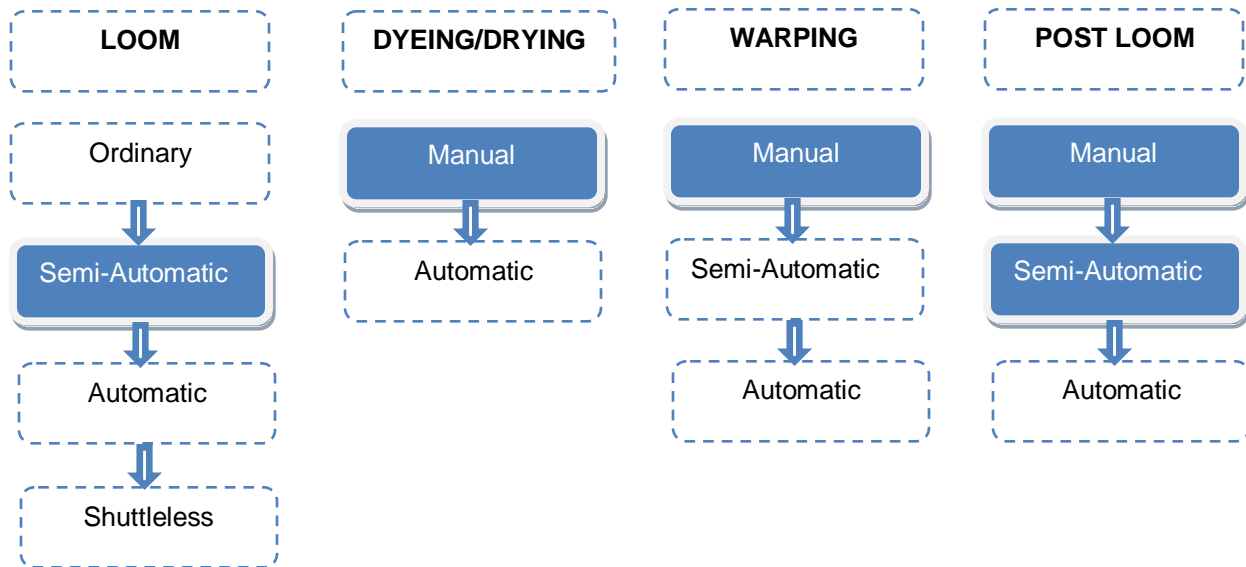 LOOM
DYEING/DRYING
WARPING
POST LOOM
Ordinary
Manual
Manual
Manual
Semi-Automatic
Automatic
Semi-Automatic
Semi-Automatic
Automatic
Automatic
Automatic
Shuttleless